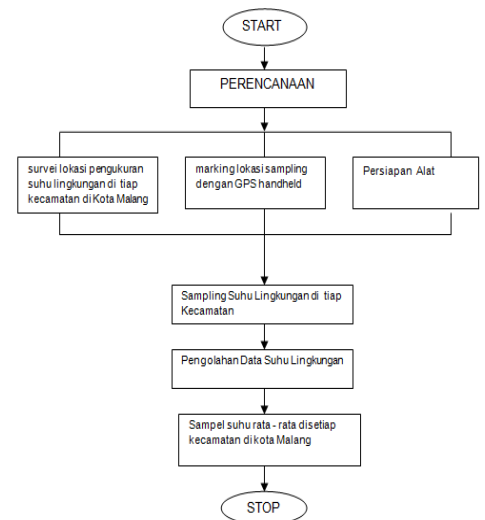 START
PERENCANAAN
survei lokasi pengukuran
suhu lingkungan di tiap
kecamatan di Kota Malang
marking lokasi sampling
dengan GPS handheld
Persiapan Alat
Sampling Suhu Lingkungan di tiap
Kecamatan
Pengolahan Data Suhu Lingkungan
Sampel suhu rata - rata disetiap
kecamatan di kota Malang
STOP